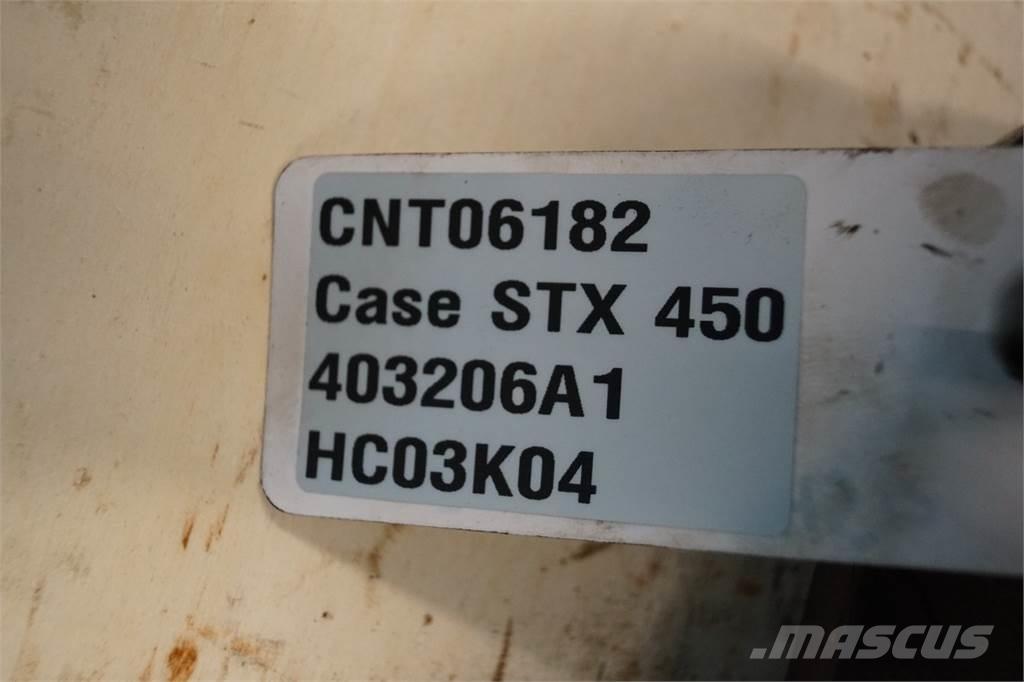 CNT06182
Case STX 450
403206A1
HC03K04
MASCUS